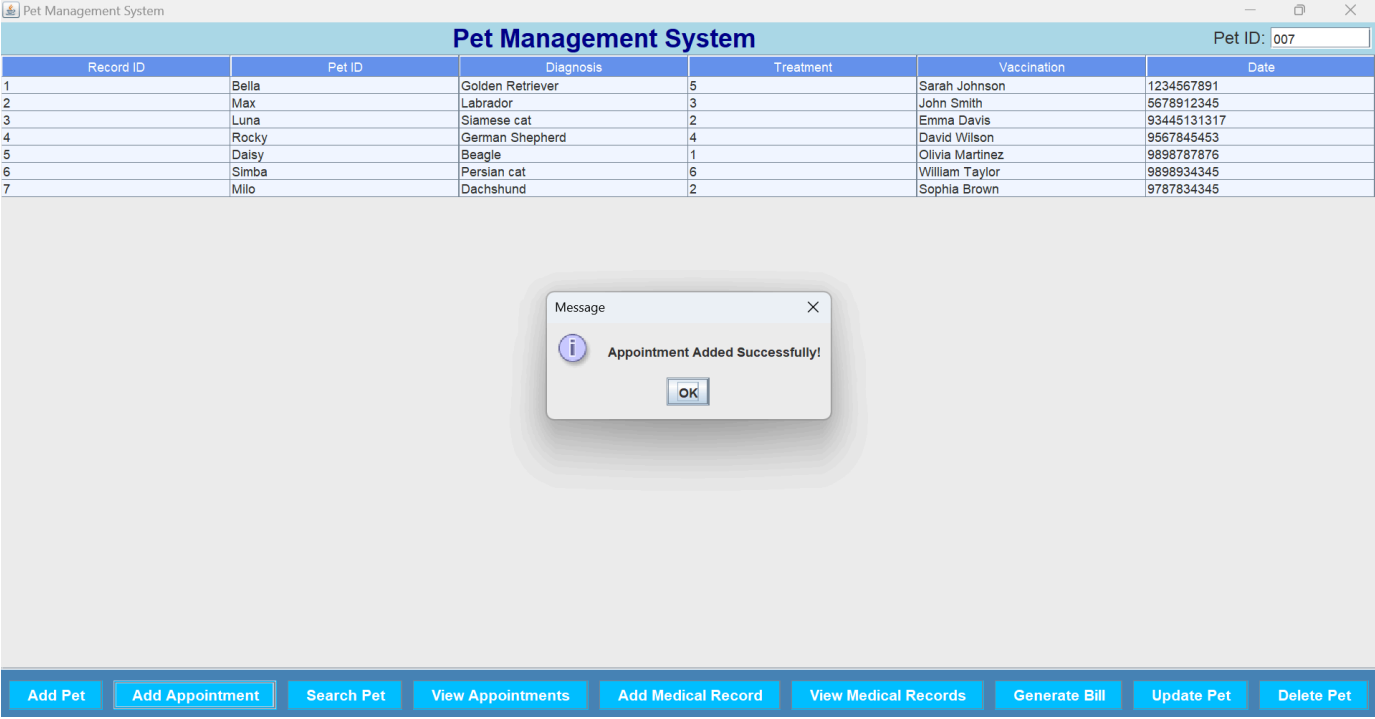 Pet Management System
Pet Management System Pet ID: 007
Record ID Pet ID Diagnosis Treatment Vaccination Date
1 Bella Golden Retriever 5 Sarah Johnson 1234567891
2 Max Labrador 3 John Smith 5678912345
3 Luna Siamese cat 2 Emma Davis 93445131317
4 Rocky German Shepherd 4 David Wilson 9567845453
5 Daisy Beagle 1 Olivia Martinez 9898787876
6 Simba Persian cat 6 William Taylor 9898934345
7 Milo Dachshund 2 Sophia Brown 9787834345
Message
Appointment Added Successfully!
OK
Add Pet Add Appointment Search Pet View Appointments Add Medical Record View Medical Records Generate Bill Update Pet Delete Pet